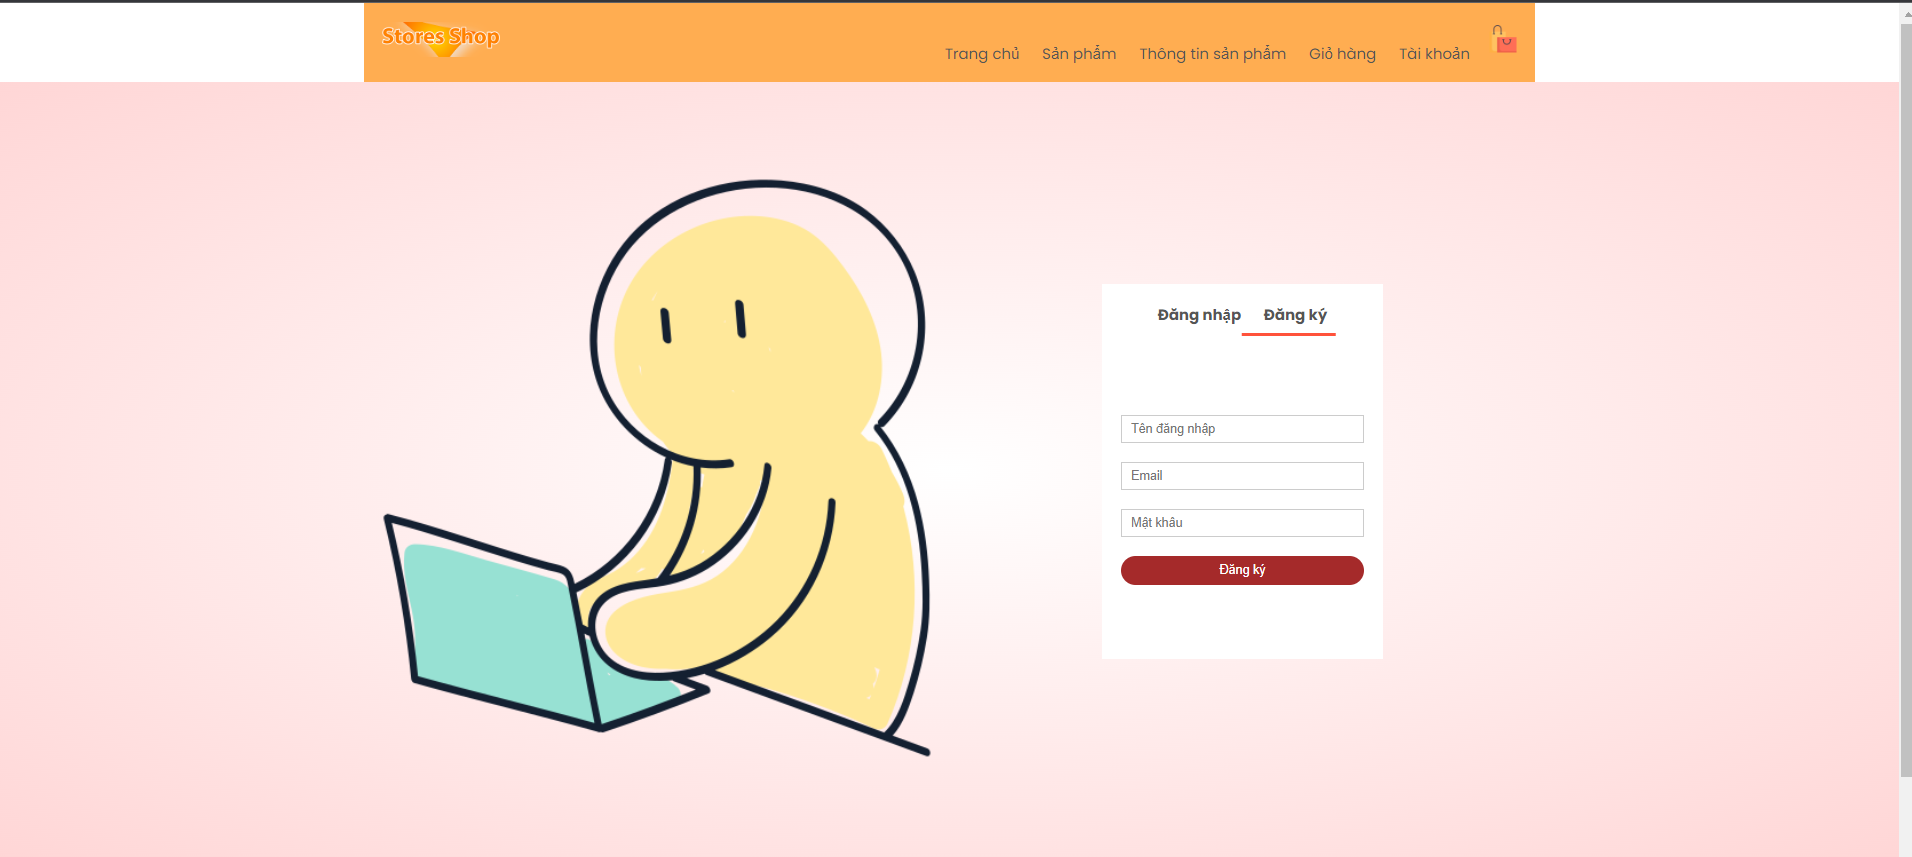 Stores Shop
Trang chủ Sản phẩm Thông tin sản phẩm Giỏ hàng Tài khoản
Đăng nhập Đăng ký
Tên đăng nhập
Email
Mật khâu
Đăng ký